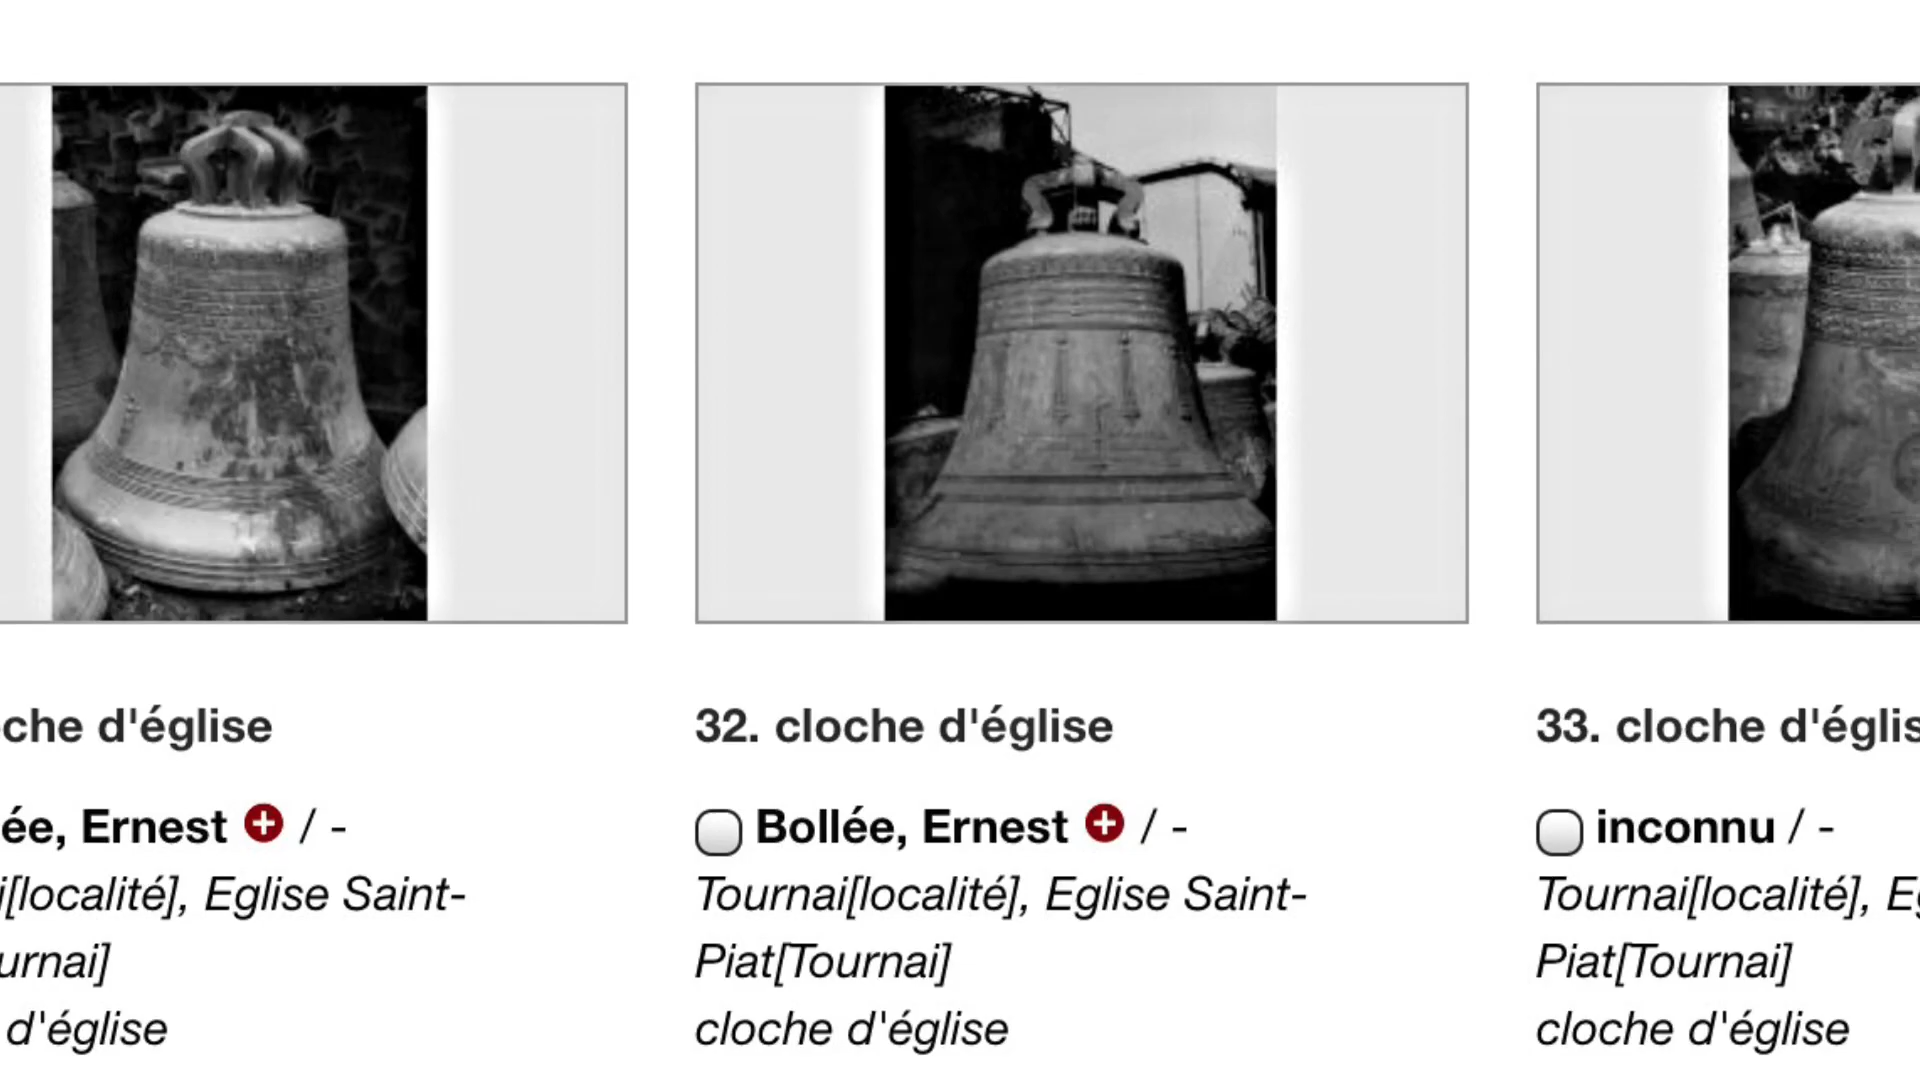 che d'église
ée, Ernest + / -
i[localité], Eglise Saint-
urnai]
d'église
32. cloche d'église
Bollée, Ernest + / -
Tournai[localité], Eglise Saint-
Piat[Tournai]
cloche d'église
33. cloche d'églis
inconnu / -
Tournai[localité], Eg
Piat[Tournai]
cloche d'église